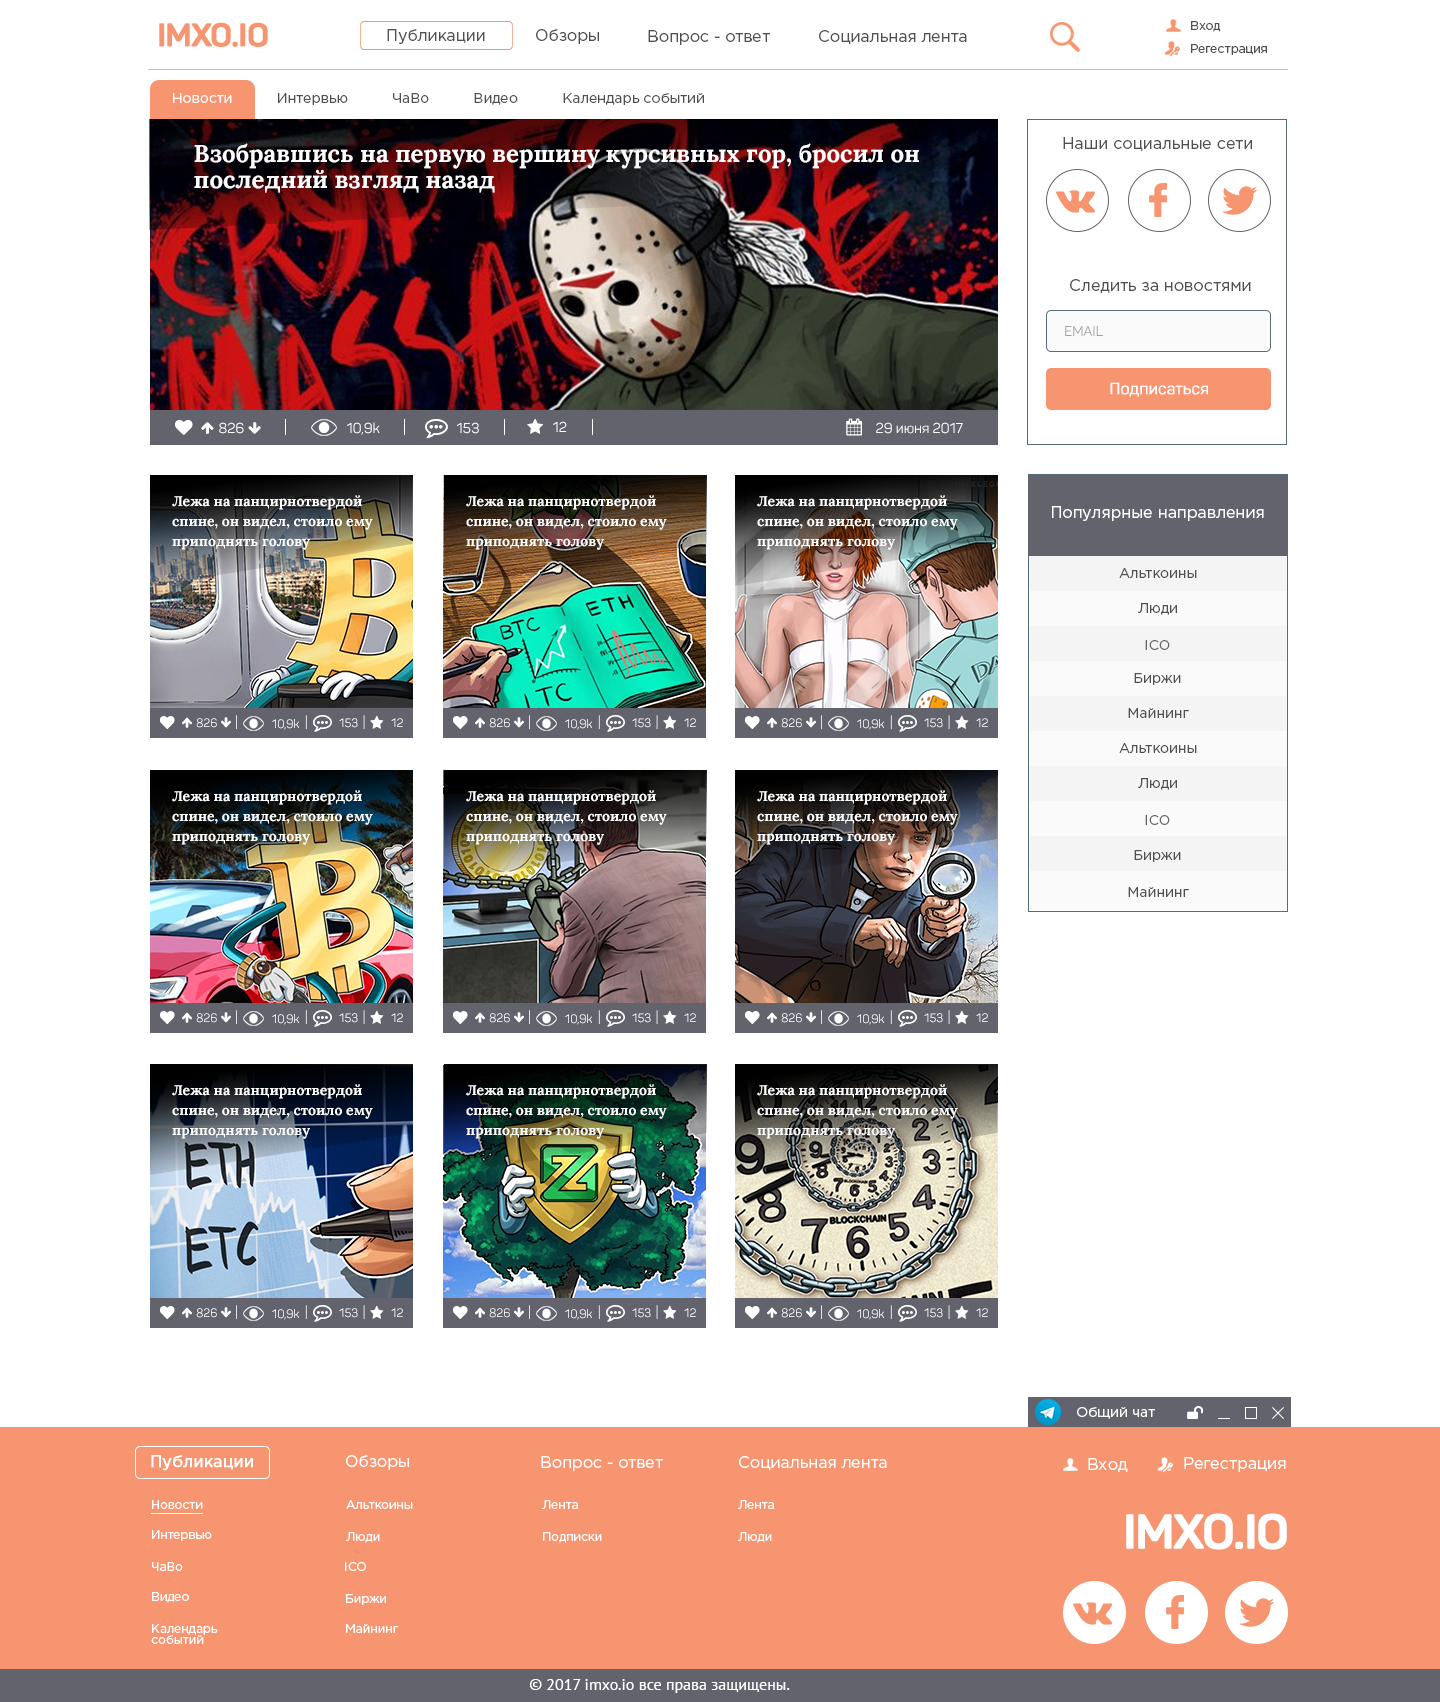 IMXO.IO
Публикации
Обзоры
Вопрос - ответ
Социальная лента
Вход
Регестрация
Новости
Интервью
ЧаВо
Видео
Календарь событий
Взобравшись на первую вершину курсивных гор, бросил он
последний взгляд назад
826
10,9k
153
12
29 июня 2017
Наши социальные сети
Следить за новостями
EMAIL
Подписаться
Лежа на панцирнотвердой
спине, он видел, стоило ему
приподнять голову
826 10,9k 153 12
Лежа на панцирнотвердой
спине, он видел, стоило ему
приподнять голову
BTC
ETH
LTC
826 10,9k 153 12
Лежа на панцирнотвердой
спине, он видел, стоило ему
приподнять голову
826 10,9k 153 12
Популярные направления
Альткоины
Люди
ICO
Биржи
Майнинг
Альткоины
Люди
ICO
Биржи
Майнинг
Лежа на панцирнотвердой
спине, он видел, стоило ему
приподнять голову
826 10,9k 153 12
Лежа на панцирнотвердой
спине, он видел, стоило ему
приподнять голову
826 10,9k 153 12
Лежа на панцирнотвердой
спине, он видел, стоило ему
приподнять голову
826 10,9k 153 12
Лежа на панцирнотвердой
спине, он видел, стоило ему
приподнять голову
ETH
ETC
826 10,9k 153 12
Лежа на панцирнотвердой
спине, он видел, стоило ему
приподнять голову
826 10,9k 153 12
Лежа на панцирнотвердой
спине, он видел, стоило ему
приподнять голову
BLOCKCHAIN
826 10,9k 153 12
Общий чат
Публикации
Новости
Интервью
ЧаВо
Видео
Календарь
событий
Обзоры
Альткоины
Люди
ICO
Биржи
Майнинг
Вопрос - ответ
Лента
Подписки
Социальная лента
Лента
Люди
Вход
Регестрация
IMXO.IO
© 2017 imxo.io все права защищены.